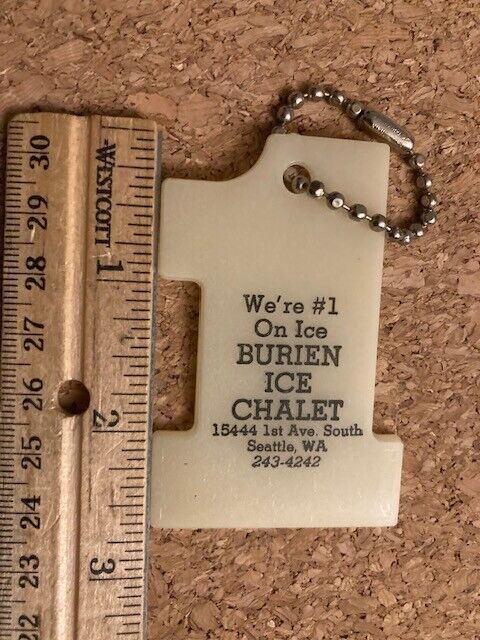 We're #1
On Ice
BURIEN
ICE
CHALET
15444 1st Ave. South
Seattle, WA
243-4242
WESTCOTT
1
2
3
30
29
28
27
26
25
24
23
22